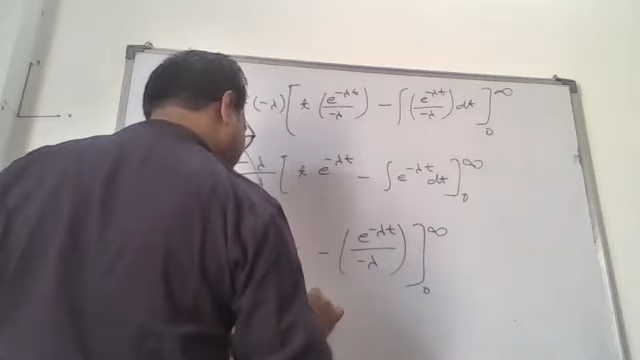 (-λ) [ t (e^{-λt}/-λ) - ∫ (e^{-λt}/-λ) dt ]_0^∞
λ [ t e^{-λt} - ∫ e^{-λt} dt ]_0^∞
- (e^{-λt}/-λ) ]_0^∞